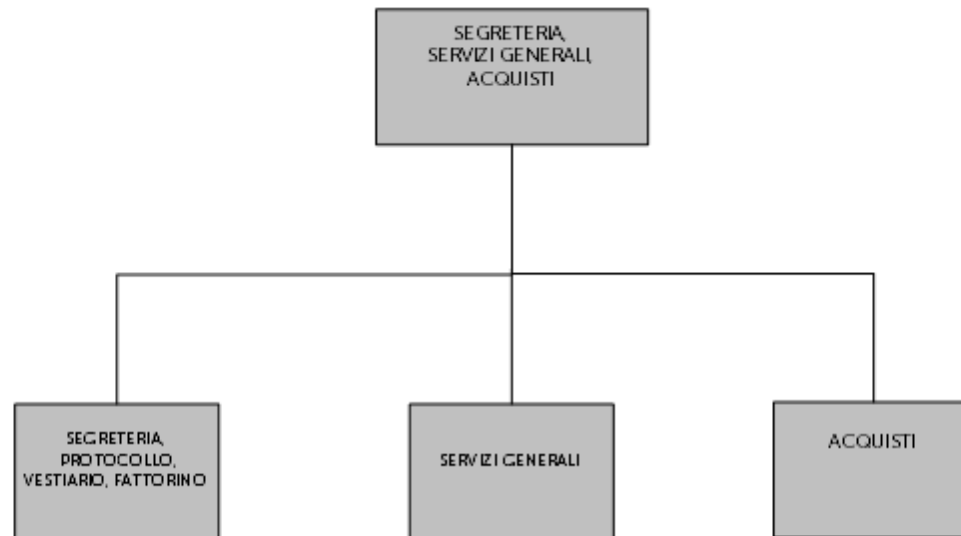 SEGRETERIA,
SERVIZI GENERALI,
ACQUISTI
SEGRETERIA,
PROTOCOLLO,
VESTIARIO, FATTORINO
SERVIZI GENERALI
ACQUISTI